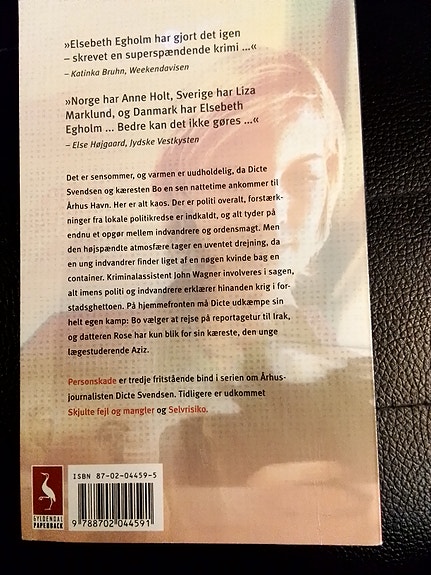 »Elsebeth Egholm har gjort det igen
– skrevet en superspændende krimi ...«
– Katinka Bruhn, Weekendavisen
»Norge har Anne Holt, Sverige har Liza
Marklund, og Danmark har Elsebeth
Egholm ... Bedre kan det ikke gøres ...«
– Else Højgaard, Jydske Vestkysten
Det er sensommer, og varmen er uudholdelig, da Dicte
Svendsen og kæresten Bo en sen nattetime ankommer til
Århus Havn. Her er alt kaos. Der er politi overalt, forstærk-
ninger fra lokale politikredse er indkaldt, og alt tyder på
endnu et opgør mellem indvandrere og ordensmagt. Men
den højspændte atmosfære tager en uventet drejning, da
en ung indvandrer finder liget af en nøgen kvinde bag en
container. Kriminalassistent John Wagner involveres i sagen,
alt imens politi og indvandrere erklærer hinanden krig i for-
stadsghettoen. På hjemmefronten må Dicte udkæmpe sin
helt egen kamp: Bo vælger at rejse på reportagetur til Irak,
og datteren Rose har kun blik for sin kæreste, den unge
lægestuderende Aziz.
Personskade er tredje fritstående bind i serien om Århus-
journalisten Dicte Svendsen. Tidligere er udkommet
Skjulte fejl og mangler og Selvrisiko.
ISBN 87-02-04459-5
9 788702 044591
GYLDENDAL
PAPERBACK